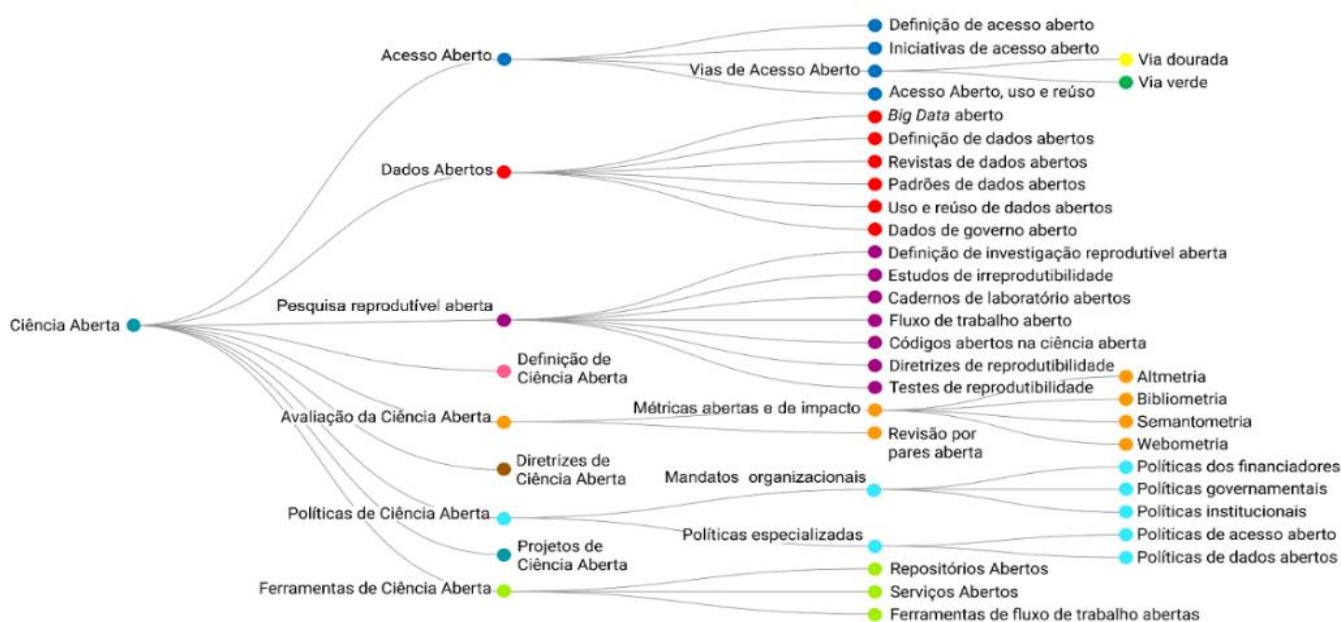 Ciência Aberta
Acesso Aberto
Definição de acesso aberto
Iniciativas de acesso aberto
Vias de Acesso Aberto
Via dourada
Via verde
Acesso Aberto, uso e reúso
Dados Abertos
Big Data aberto
Definição de dados abertos
Revistas de dados abertos
Padrões de dados abertos
Uso e reúso de dados abertos
Dados de governo aberto
Pesquisa reprodutível aberta
Definição de investigação reprodutível aberta
Estudos de irreprodutibilidade
Cadernos de laboratório abertos
Fluxo de trabalho aberto
Códigos abertos na ciência aberta
Diretrizes de reprodutibilidade
Testes de reprodutibilidade
Definição de
Ciência Aberta
Avaliação da Ciência Aberta
Métricas abertas e de impacto
Altmetria
Bibliometria
Semantometria
Webometria
Revisão por
pares aberta
Diretrizes de
Ciência Aberta
Políticas de Ciência Aberta
Mandatos organizacionais
Políticas dos financiadores
Políticas governamentais
Políticas institucionais
Políticas especializadas
Políticas de acesso aberto
Políticas de dados abertos
Projetos de
Ciência Aberta
Ferramentas de Ciência Aberta
Repositórios Abertos
Serviços Abertos
Ferramentas de fluxo de trabalho abertas